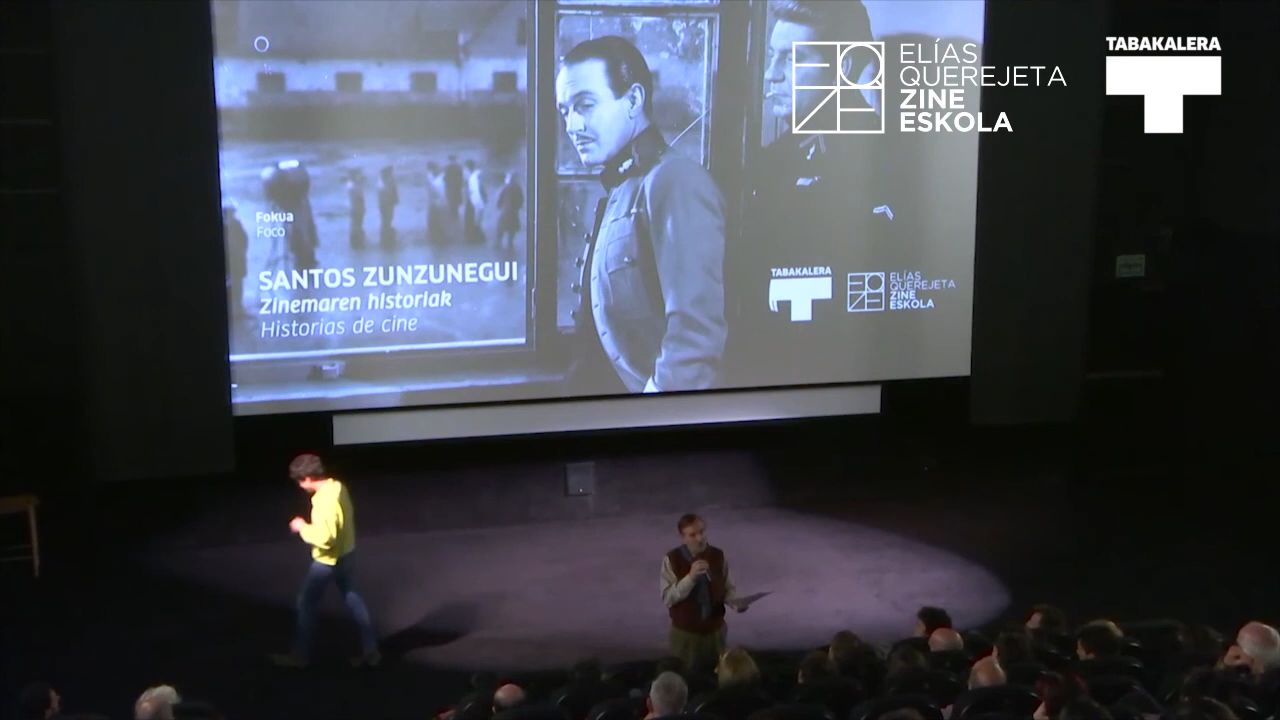 ELÍAS
QUEREJETA
ZINE
ESKOLA
TABAKALERA
Fokua
Foco
SANTOS ZUNZUNEGUI
Zinemaren historiak
Historias de cine
TABAKALERA
ELÍAS
QUEREJETA
ZINE
ESKOLA